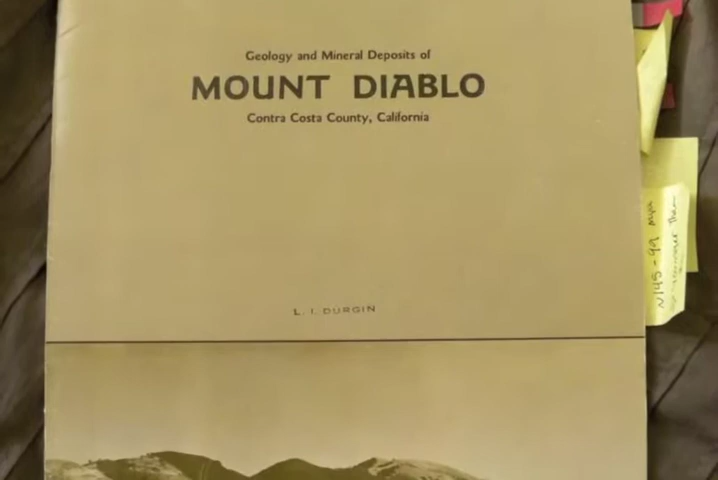 Geology and Mineral Deposits of
MOUNT DIABLO
Contra Costa County, California
L. I. DURGIN